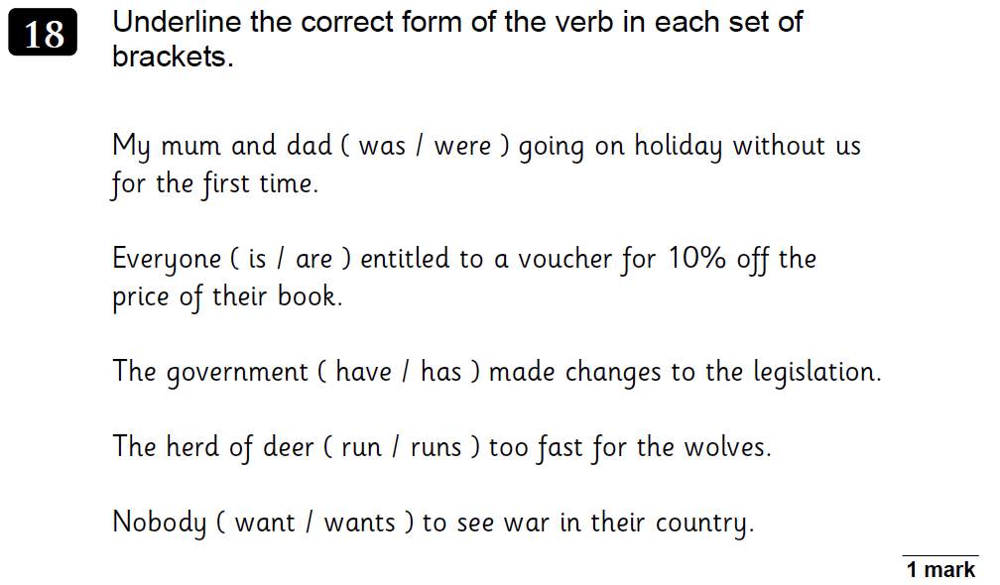 18 Underline the correct form of the verb in each set of
brackets.
My mum and dad ( was / were ) going on holiday without us
for the first time.
Everyone ( is / are ) entitled to a voucher for 10% off the
price of their book.
The government ( have / has ) made changes to the legislation.
The herd of deer ( run / runs ) too fast for the wolves.
Nobody ( want / wants ) to see war in their country.
1 mark